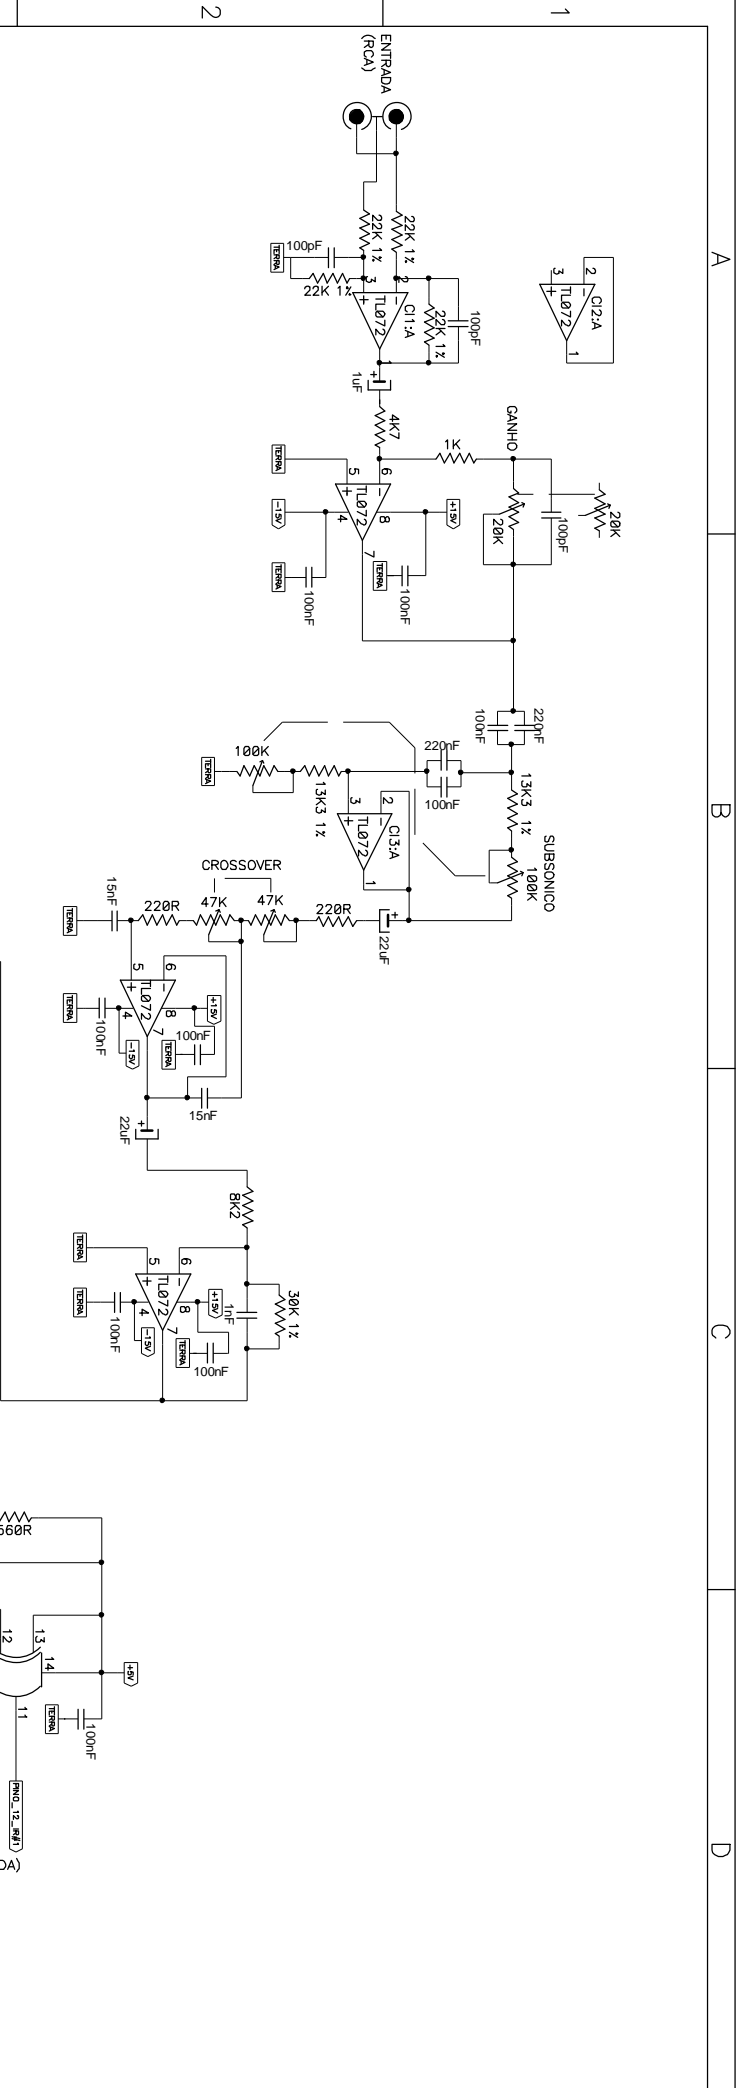 2
1
A
B
C
D
ENTRADA
(RCA)
22K 1%
22K 1%
100pF
TERRA
22K 1%
3
2
TL072
CI1:A
1
22K 1%
100pF
2
3
TL072
CI2:A
1
1uF
4K7
1K
GANHO
20K
100pF
20K
TERRA
5
6
TL072
-15V
4
8
+15V
7
TERRA
100nF
TERRA
100nF
100nF
220nF
13K3 1%
SUBSONICO
100K
220nF
100nF
100K
TERRA
13K3 1%
3
2
TL072
CI3:A
1
CROSSOVER
15nF
220R
47K
47K
220R
22uF
TERRA
5
6
TL072
4
8
7
+15V
100nF
TERRA
TERRA
100nF
-15V
15nF
22uF
8K2
TERRA
5
6
TL072
4
8
7
+15V
1nF
30K 1%
TERRA
100nF
-15V
TERRA
100nF
560R
12
13
14
11
+5V
TERRA
100nF
PINO_12_IR#1
DA)